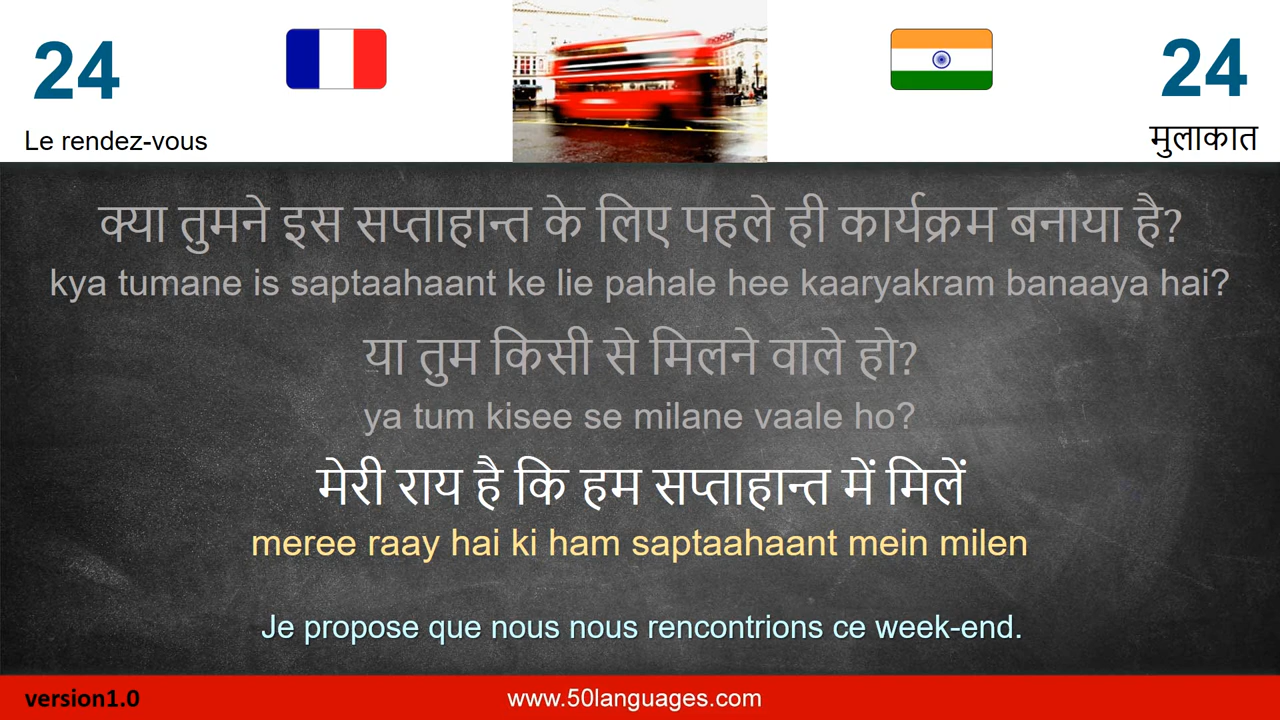 24
24
Le rendez-vous
मुलाकात
क्या तुमने इस सप्ताहान्त के लिए पहले ही कार्यक्रम बनाया है?
kya tumane is saptaahaant ke lie pahale hee kaaryakram banaaya hai?
या तुम किसी से मिलने वाले हो?
ya tum kisee se milane vaale ho?
मेरी राय है कि हम सप्ताहान्त में मिलें
meree raay hai ki ham saptaahaant mein milen
Je propose que nous nous rencontrions ce week-end.
version1.0
www.50languages.com